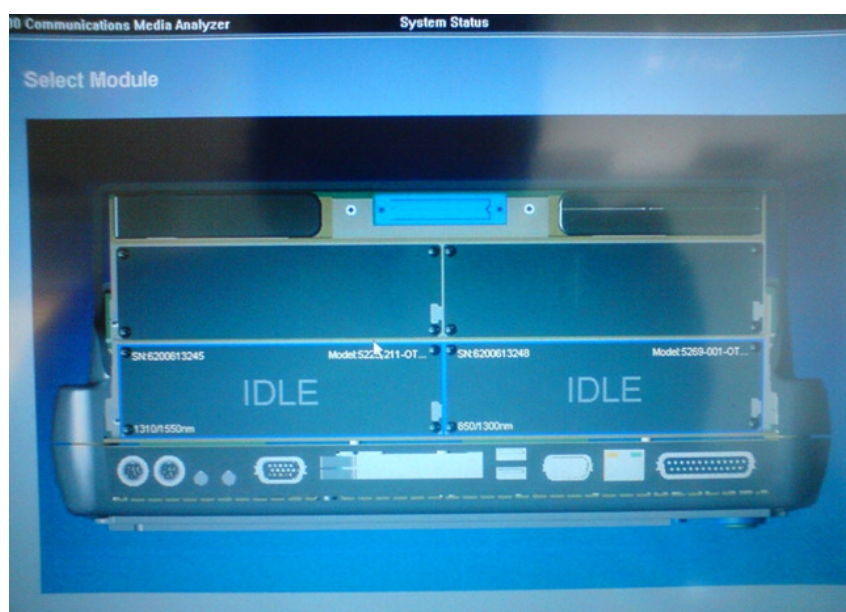 Communications Media Analyzer
System Status
Select Module
SN:6200613245
SN:6200613248
Model:5269-001-OT...
IDLE
IDLE
1310/1550nm
850/1300nm